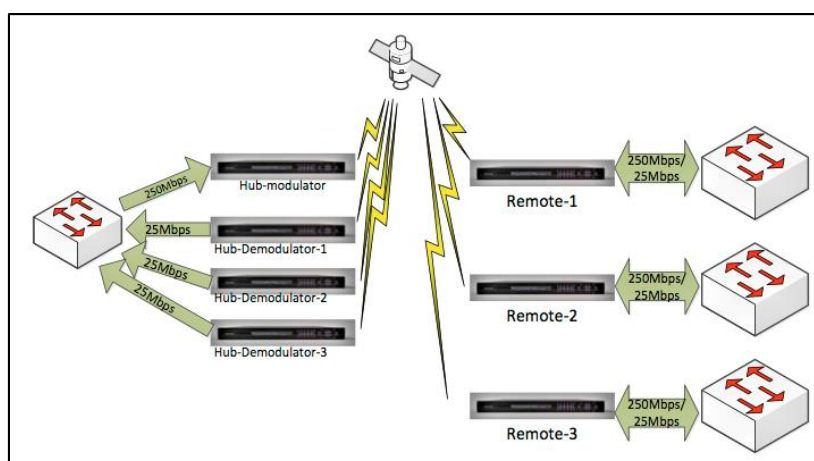 250Mbps
Hub-modulator
25Mbps
Hub-Demodulator-1
25Mbps
Hub-Demodulator-2
25Mbps
Hub-Demodulator-3
250Mbps/
25Mbps
Remote-1
250Mbps/
25Mbps
Remote-2
250Mbps/
25Mbps
Remote-3